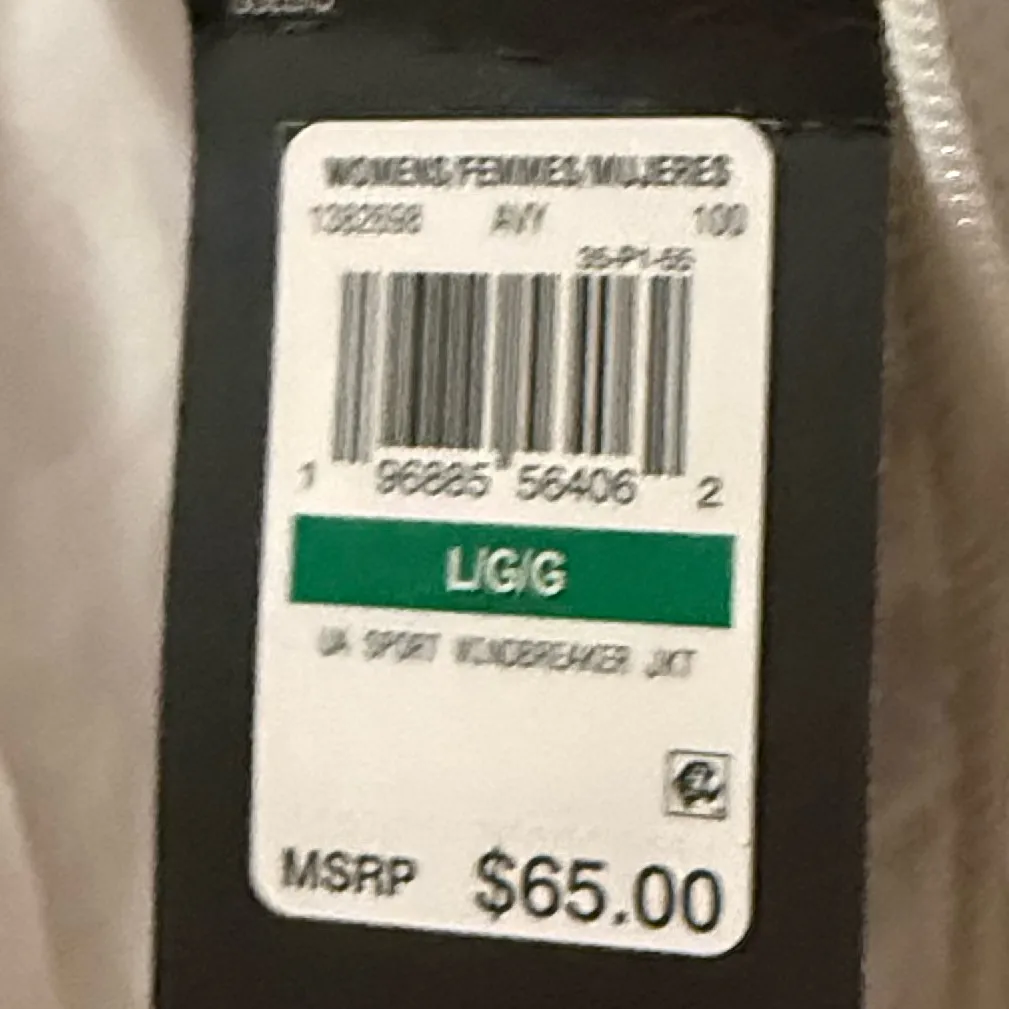 WOMENS/FEMMES/MUJERES
1382698 AVY 100
35-P1-55
1 96885 56406 2
L/G/G
UA SPORT WINDBREAKER JKT
MSRP $65.00